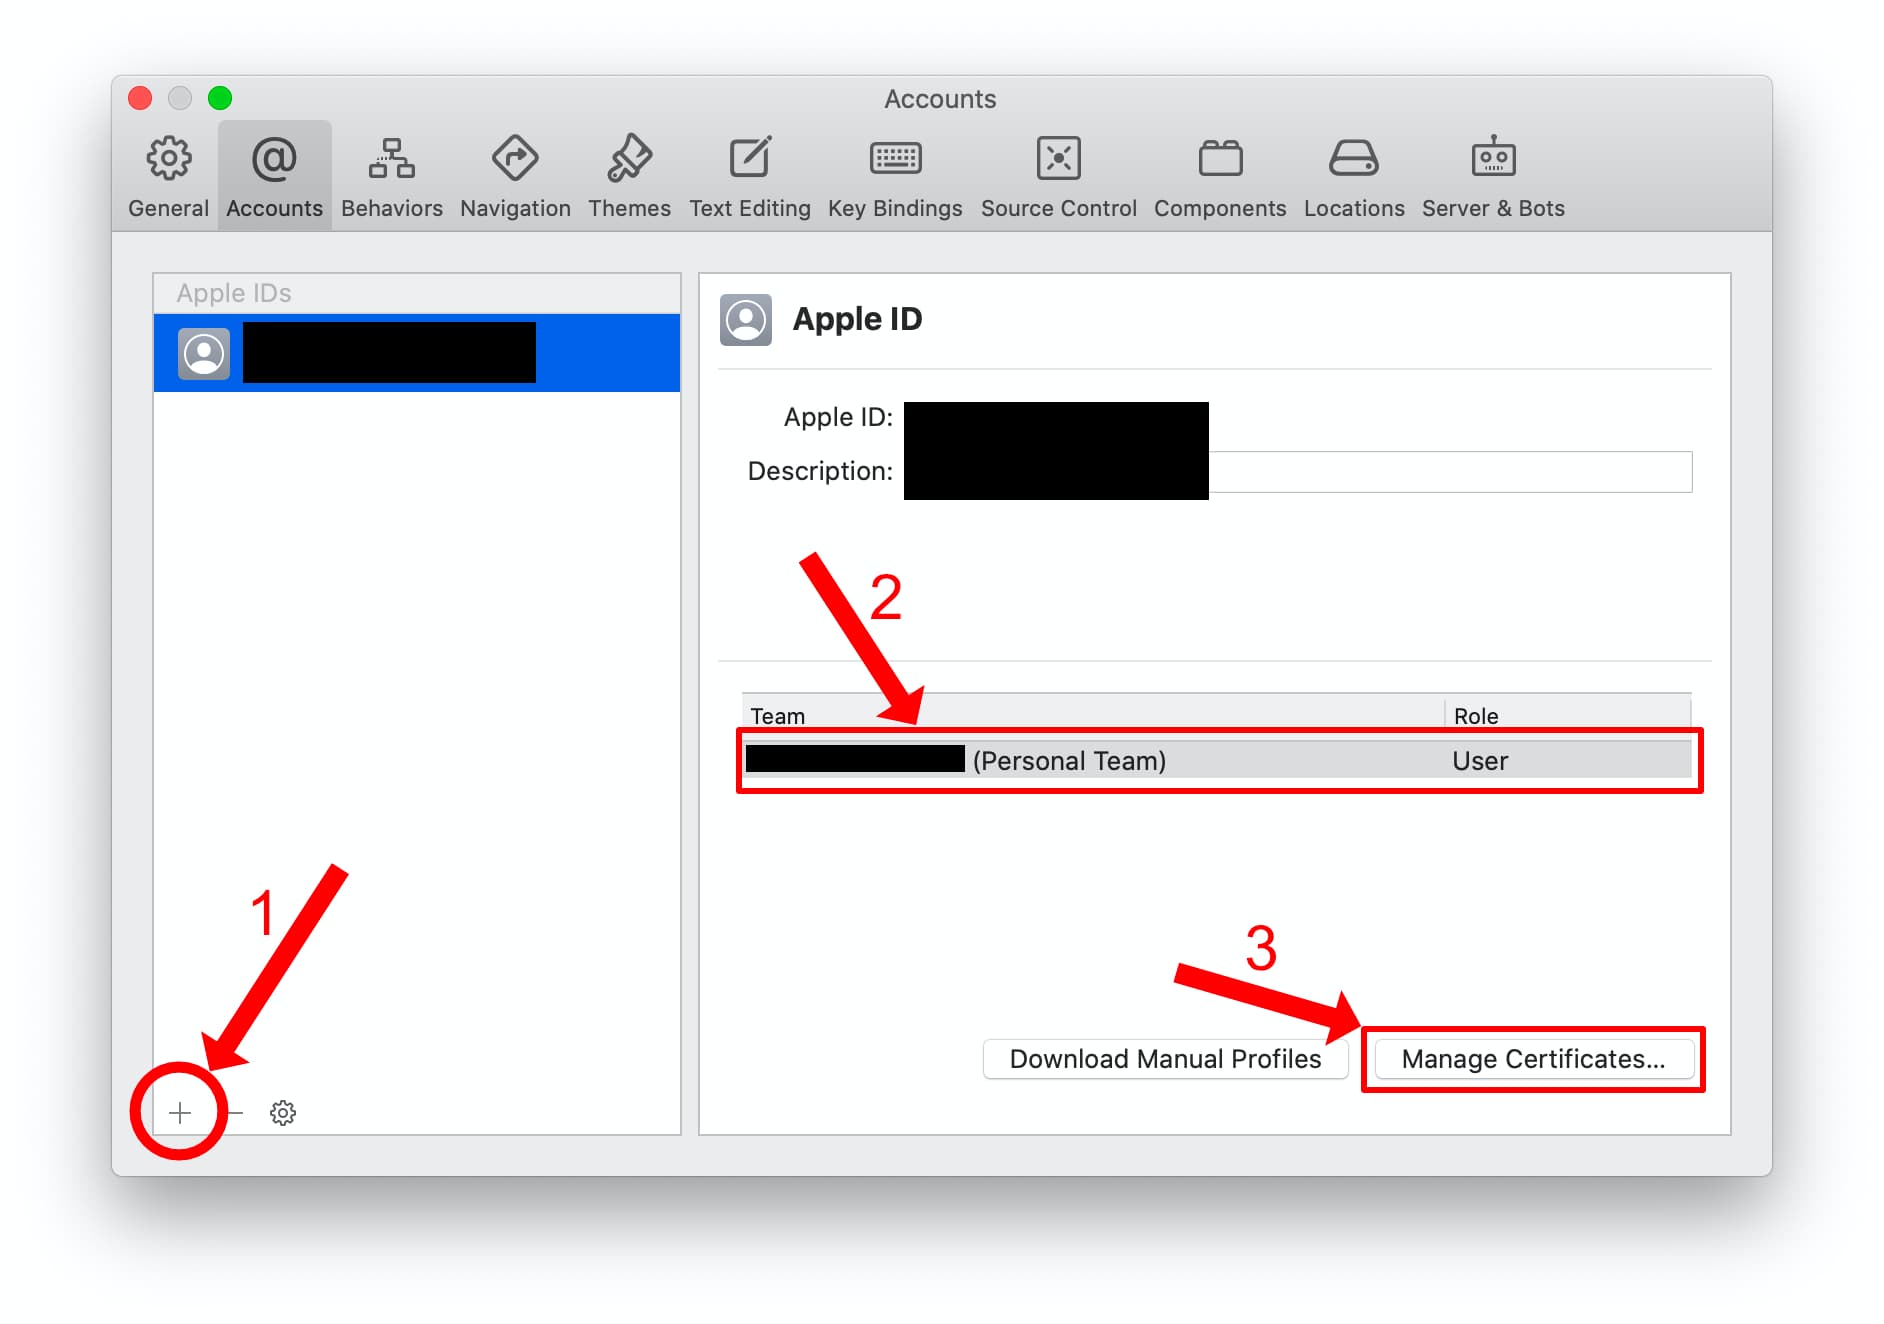 Accounts
General Accounts Behaviors Navigation Themes Text Editing Key Bindings Source Control Components Locations Server & Bots
Apple IDs
Apple ID
Apple ID:
Description:
2
Team Role
(Personal Team) User
1
3
Download Manual Profiles Manage Certificates...